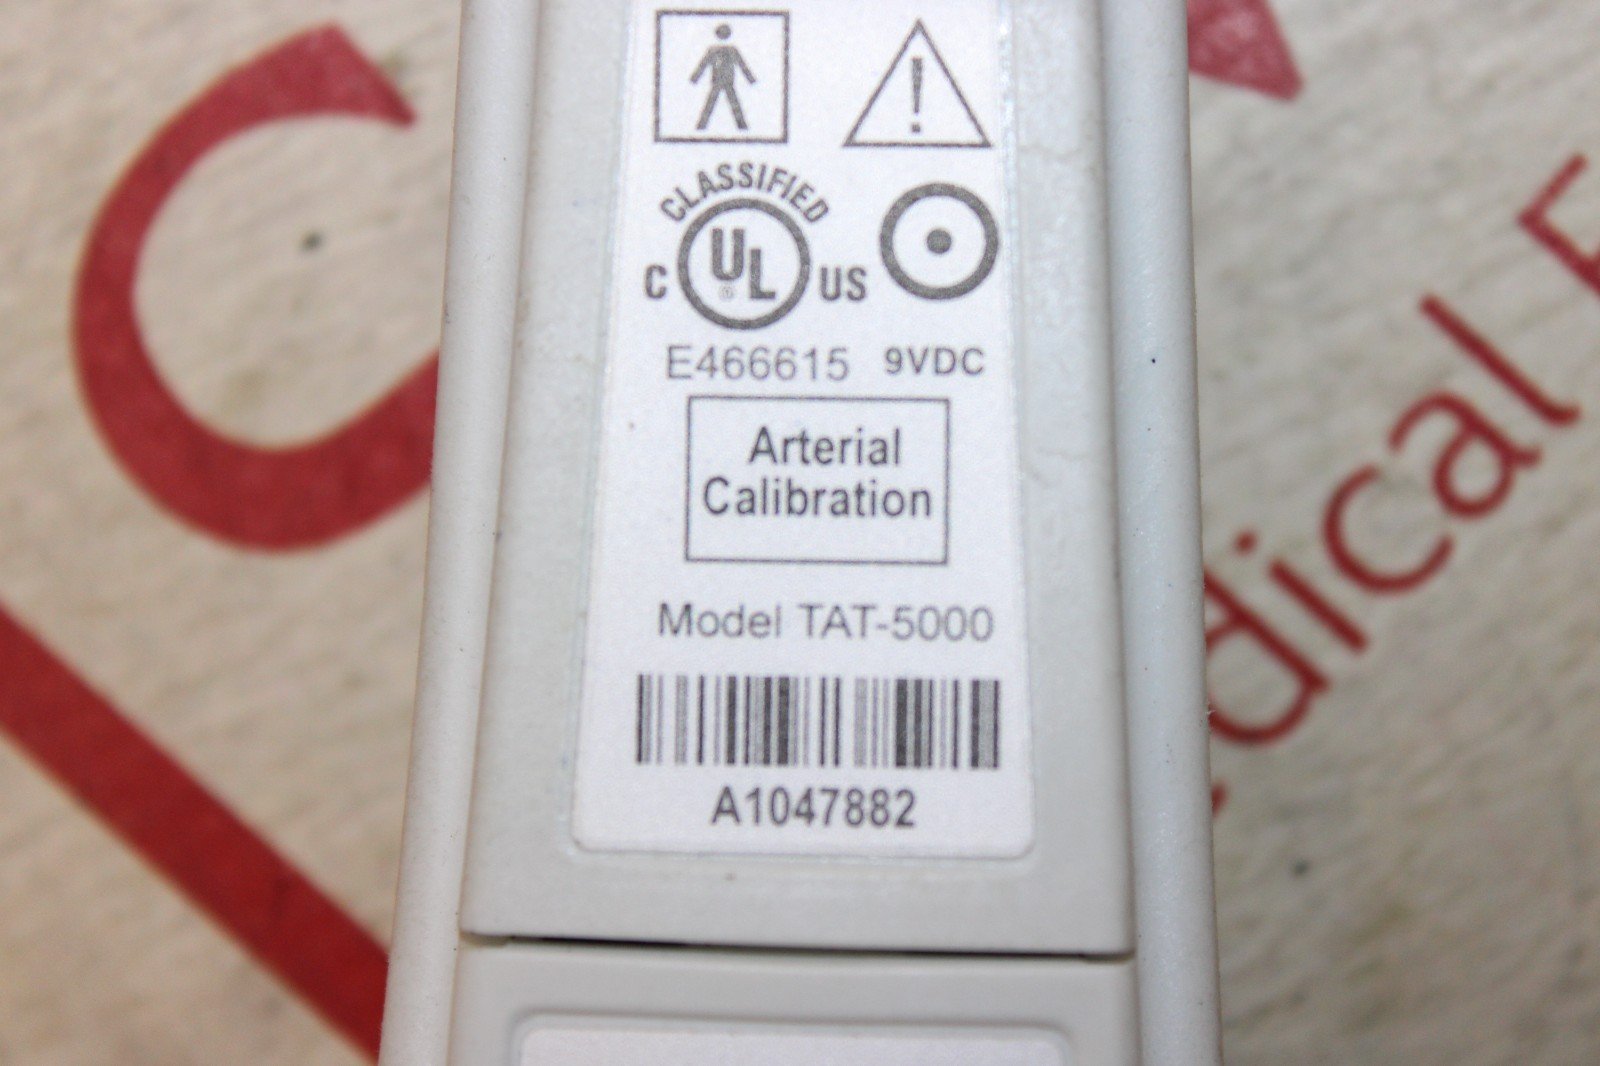 CLASSIFIED
C UL® US
E466615 9VDC
Arterial
Calibration
Model TAT-5000
A1047882